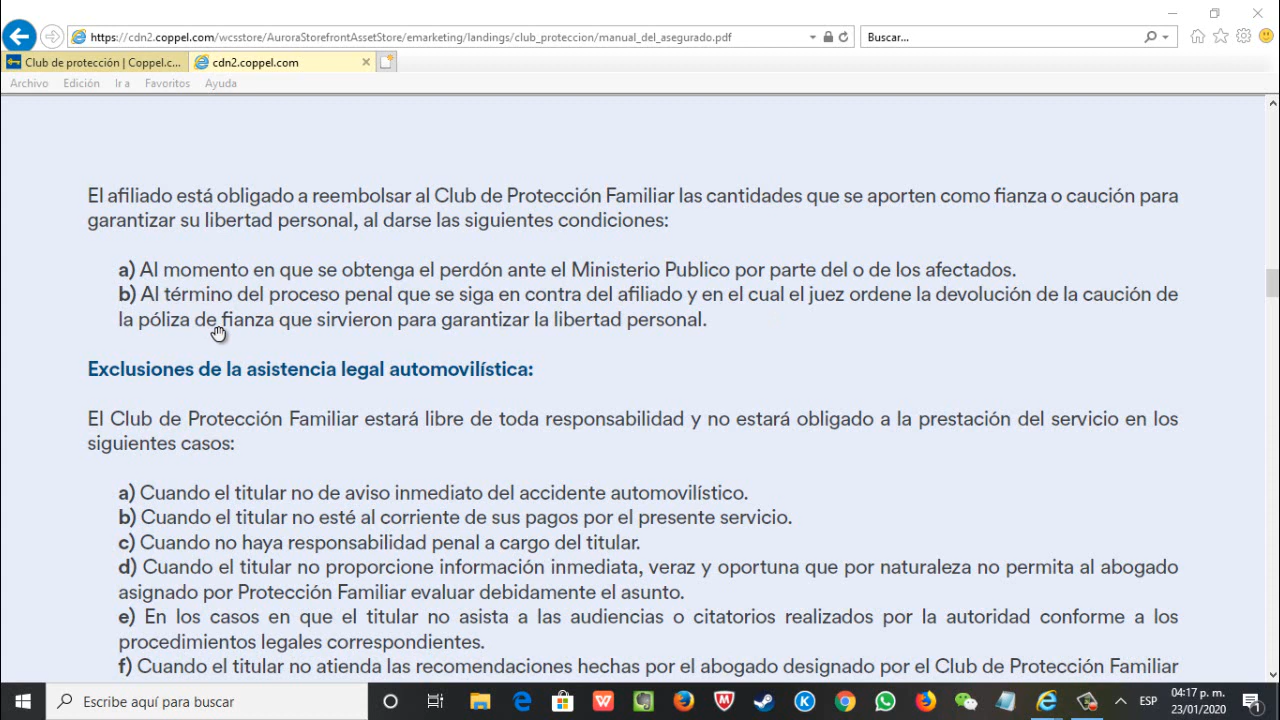 https://cdn2.coppel.com/wcsstore/AuroraStorefrontAssetStore/emarketing/landings/club_proteccion/manual_del_asegurado.pdf
Buscar...
Club de protección | Coppel.c...
cdn2.coppel.com
Archivo Edición Ir a Favoritos Ayuda
El afiliado está obligado a reembolsar al Club de Protección Familiar las cantidades que se aporten como fianza o caución para
garantizar su libertad personal, al darse las siguientes condiciones:
a) Al momento en que se obtenga el perdón ante el Ministerio Publico por parte del o de los afectados.
b) Al término del proceso penal que se siga en contra del afiliado y en el cual el juez ordene la devolución de la caución de
la póliza de fianza que sirvieron para garantizar la libertad personal.
Exclusiones de la asistencia legal automovilística:
El Club de Protección Familiar estará libre de toda responsabilidad y no estará obligado a la prestación del servicio en los
siguientes casos:
a) Cuando el titular no de aviso inmediato del accidente automovilístico.
b) Cuando el titular no esté al corriente de sus pagos por el presente servicio.
c) Cuando no haya responsabilidad penal a cargo del titular.
d) Cuando el titular no proporcione información inmediata, veraz y oportuna que por naturaleza no permita al abogado
asignado por Protección Familiar evaluar debidamente el asunto.
e) En los casos en que el titular no asista a las audiencias o citatorios realizados por la autoridad conforme a los
procedimientos legales correspondientes.
f) Cuando el titular no atienda las recomendaciones hechas por el abogado designado por el Club de Protección Familiar
Escribe aquí para buscar
ESP
04:17 p. m.
23/01/2020
1